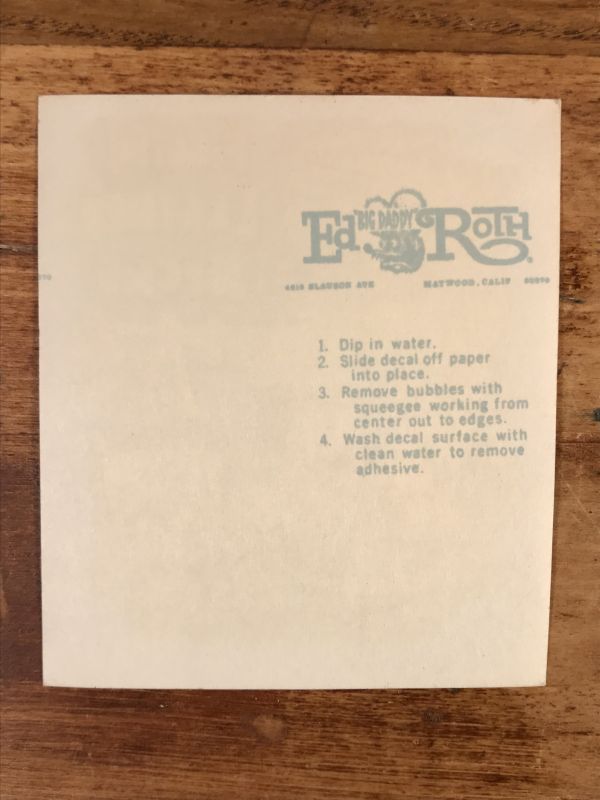 Ed "BIG DADDY" ROTH
SLAUSON AVE MAYWOOD, CALIF
1. Dip in water.
2. Slide decal off paper
into place.
3. Remove bubbles with
squeegee working from
center out to edges.
4. Wash decal surface with
clean water to remove
adhesive.